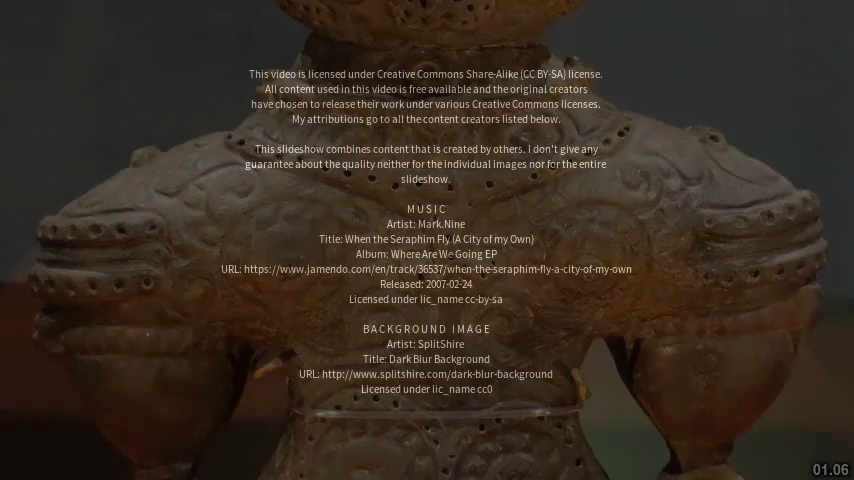 This video is licensed under Creative Commons Share-Alike (CC BY-SA) license.
All content used in this video is free available and the original creators
have chosen to release their work under various Creative Commons licenses.
My attributions go to all the content creators listed below.
This slideshow combines content that is created by others. I don't give any
guarantee about the quality neither for the individual images nor for the entire
slideshow.
MUSIC
Artist: Mark.Nine
Title: When the Seraphim Fly (A City of my Own)
Album: Where Are We Going EP
URL: https://www.jamendo.com/en/track/36537/when-the-seraphim-fly-a-city-of-my-own
Released: 2007-02-24
Licensed under lic_name cc-by-sa
BACKGROUND IMAGE
Artist: SplitShire
Title: Dark Blur Background
URL: http://www.splitshire.com/dark-blur-background
Licensed under lic_name cc0
01.06